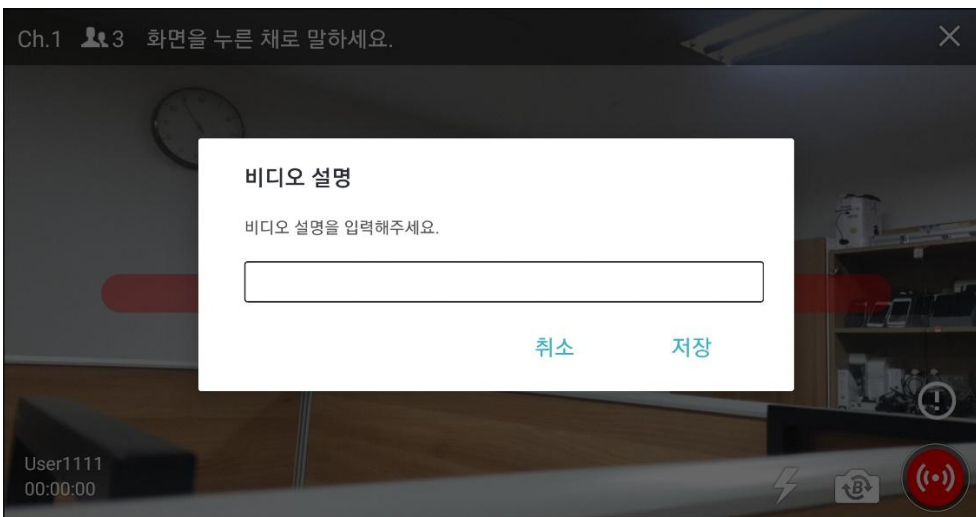 Ch.1 3 화면을 누른 채로 말하세요.
비디오 설명
비디오 설명을 입력해주세요.
취소 저장
User1111
00:00:00
B